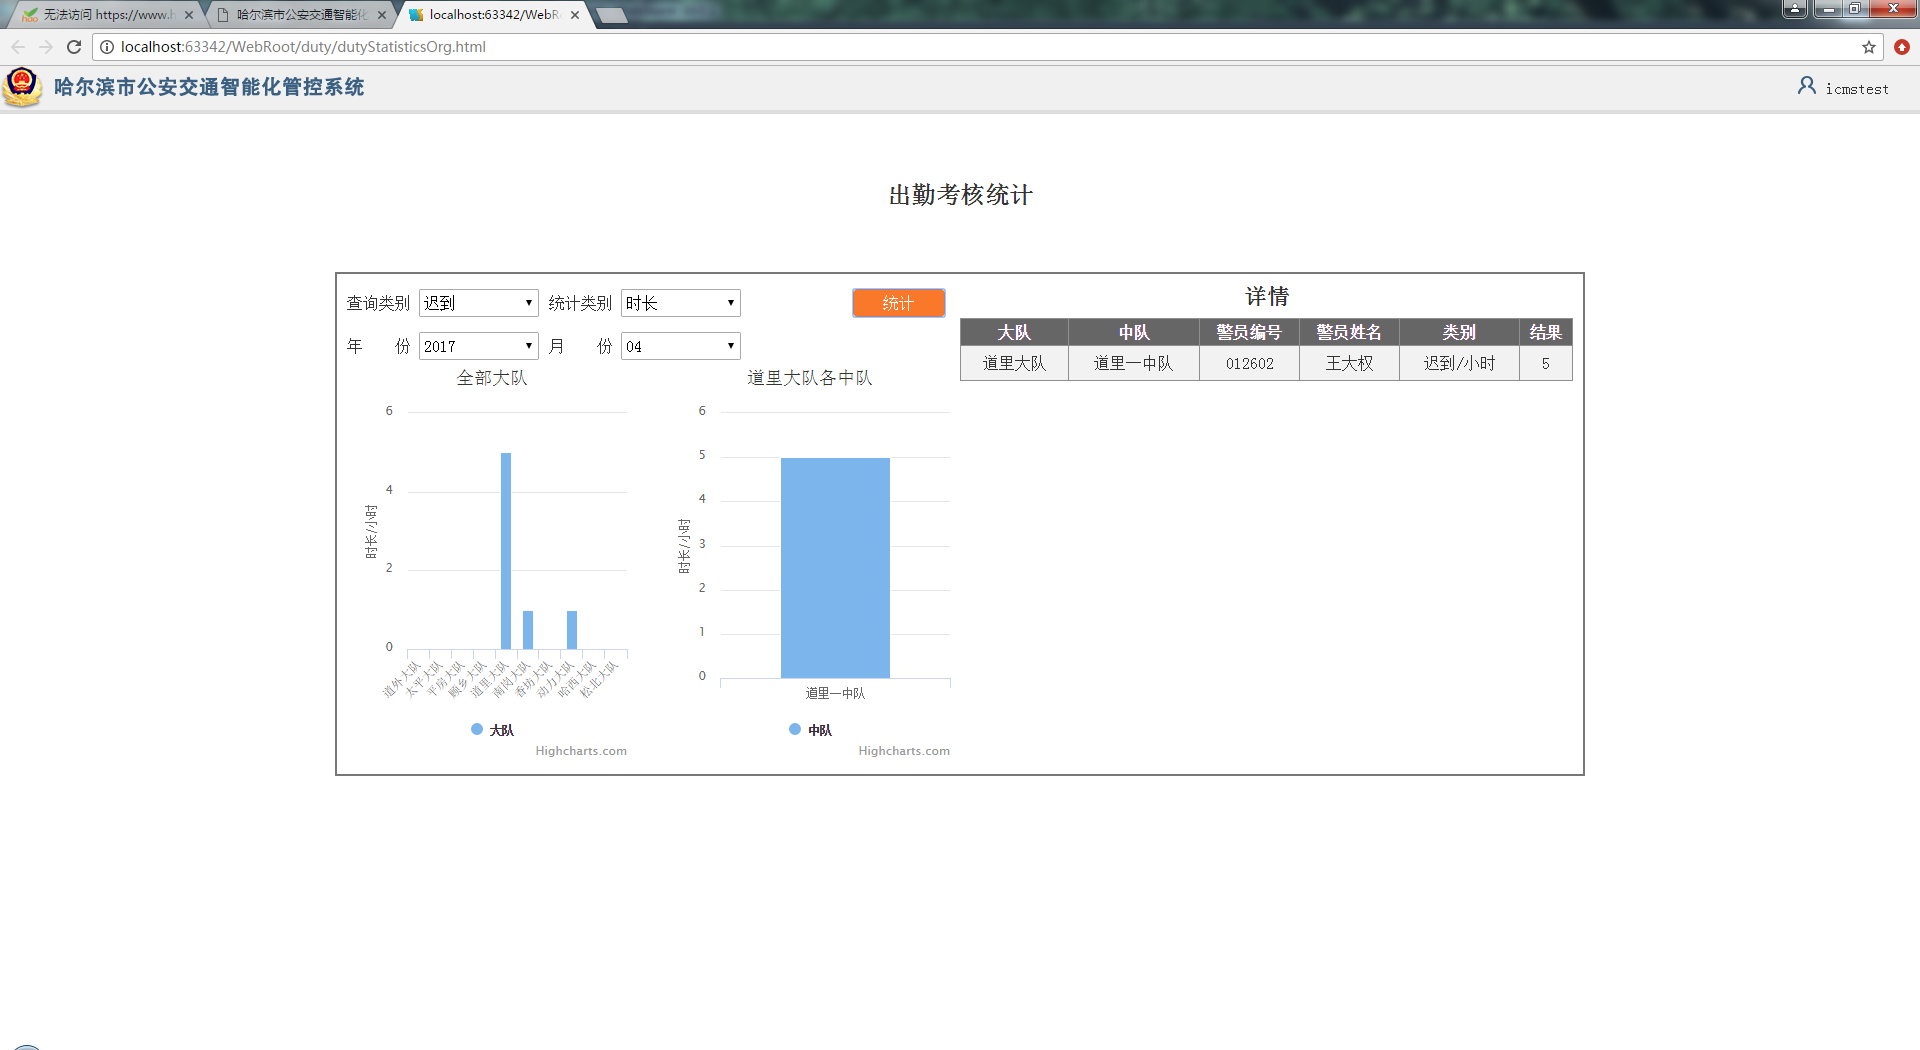 无法访问 https://www.h
哈尔滨市公安交通智能化
localhost:63342/WebR
localhost:63342/WebRoot/duty/dutyStatisticsOrg.html
哈尔滨市公安交通智能化管控系统
icmstest
出勤考核统计
查询类别 迟到 统计类别 时长 统计
年 份 2017 月 份 04
全部大队
6
4
2
0
时长/小时
道外大队 太平大队 平房大队 顾乡大队 道里大队 南岗大队 香坊大队 动力大队 哈西大队 松北大队
大队
Highcharts.com
道里大队各中队
6
5
4
3
2
1
0
时长/小时
道里一中队
中队
Highcharts.com
详情
大队 中队 警员编号 警员姓名 类别 结果
道里大队 道里一中队 012602 王大权 迟到/小时 5